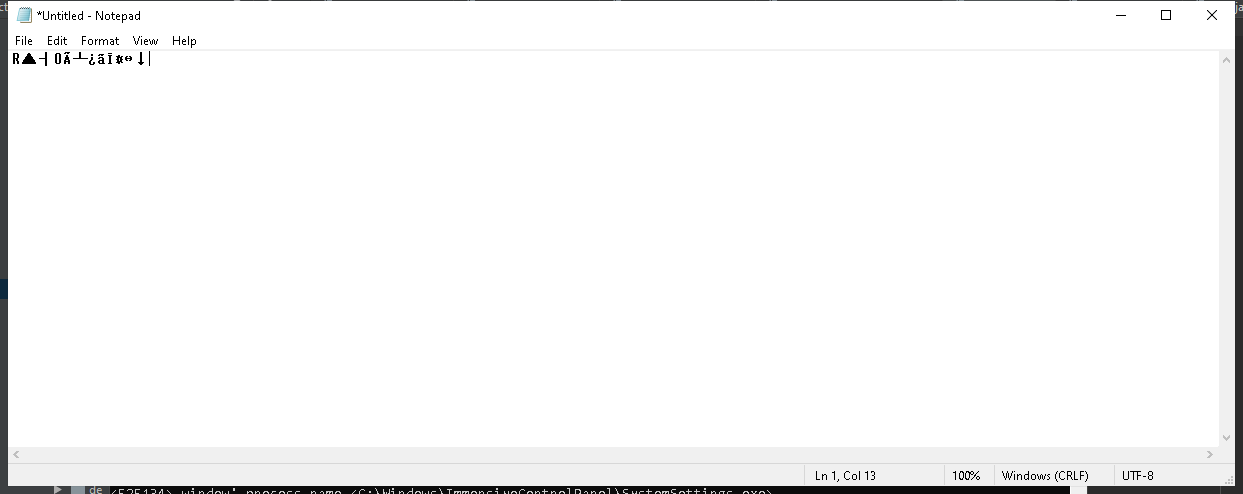 *Untitled - Notepad
File Edit Format View Help
R▲┤OÃ┴¿ãÏ☼↔↓
Ln 1, Col 13 100% Windows (CRLF) UTF-8
de <525134> window' process name <C:\Windows\ImmersiveControlPanel\SystemSettings.exe>